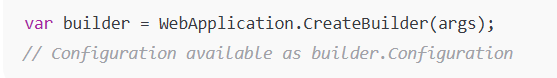 var builder = WebApplication.CreateBuilder(args);
// Configuration available as builder.Configuration